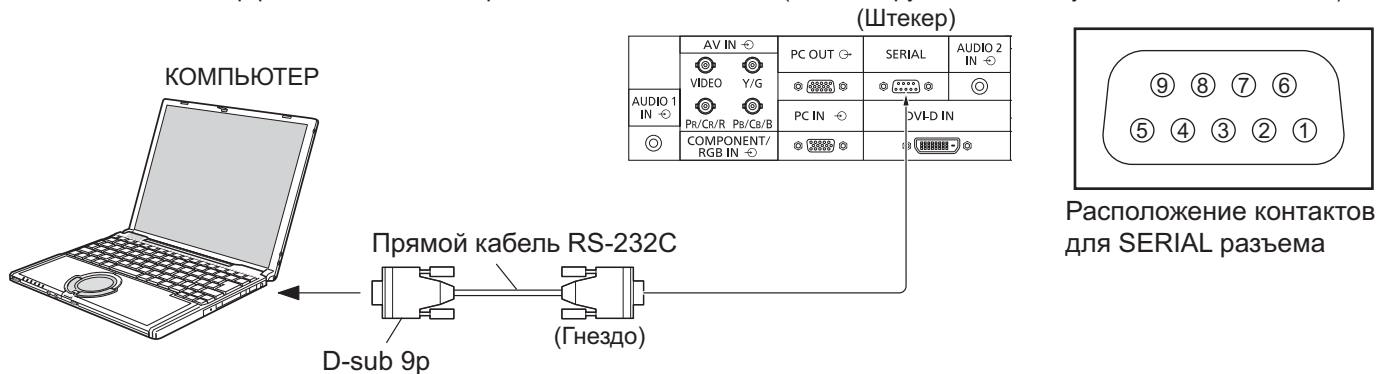 (Штекер)
КОМПЬЮТЕР
AV IN
PC OUT
SERIAL
AUDIO 2
IN
VIDEO
Y/G
AUDIO 1
IN
PR/CR/R
PB/CB/B
PC IN
DVI-D IN
COMPONENT/
RGB IN
9 8 7 6
5 4 3 2 1
Расположение контактов
для SERIAL разъема
Прямой кабель RS-232C
(Гнездо)
D-sub 9p